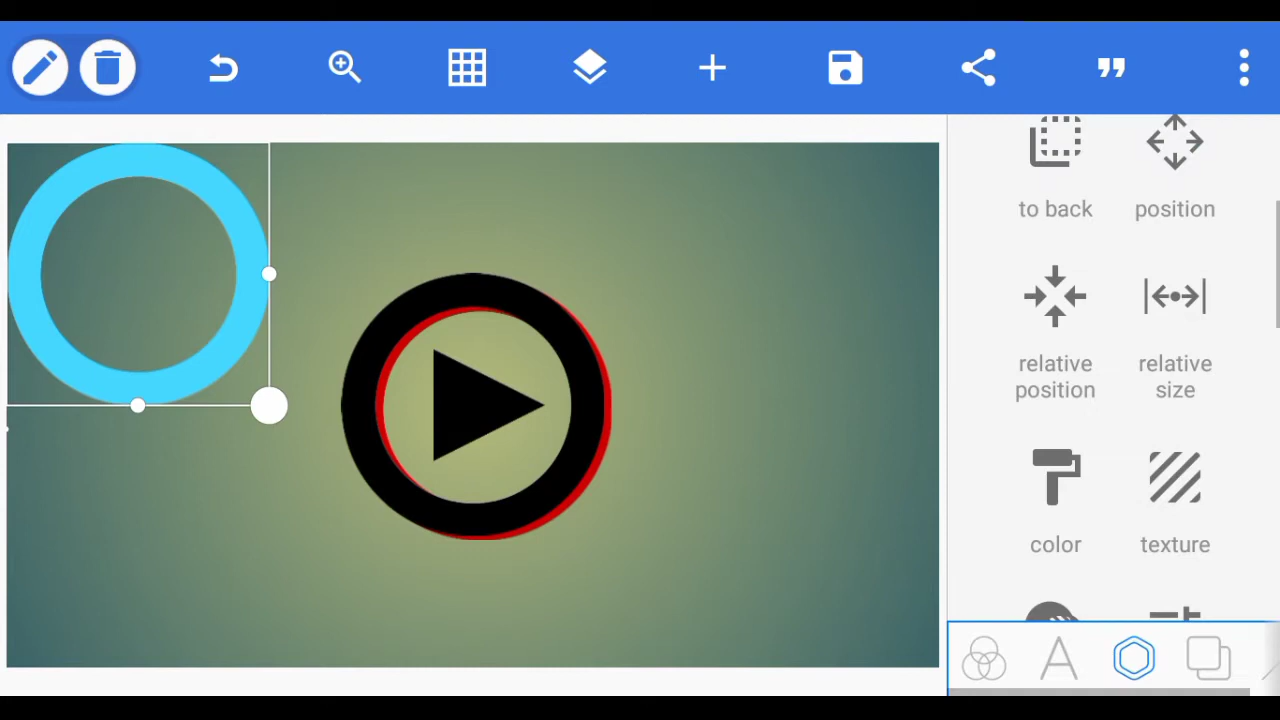 to back
position
relative
position
relative
size
color
texture